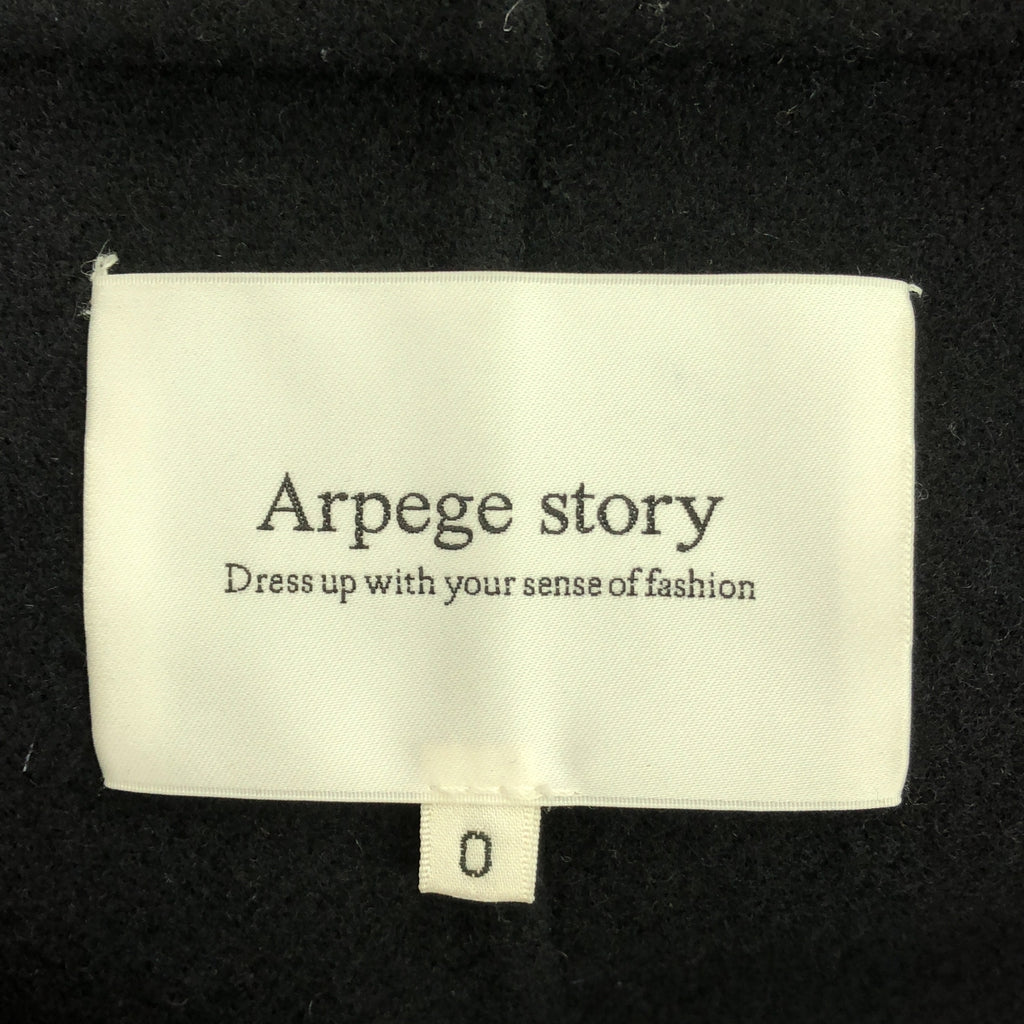 Arpege story
Dress up with your sense of fashion
0